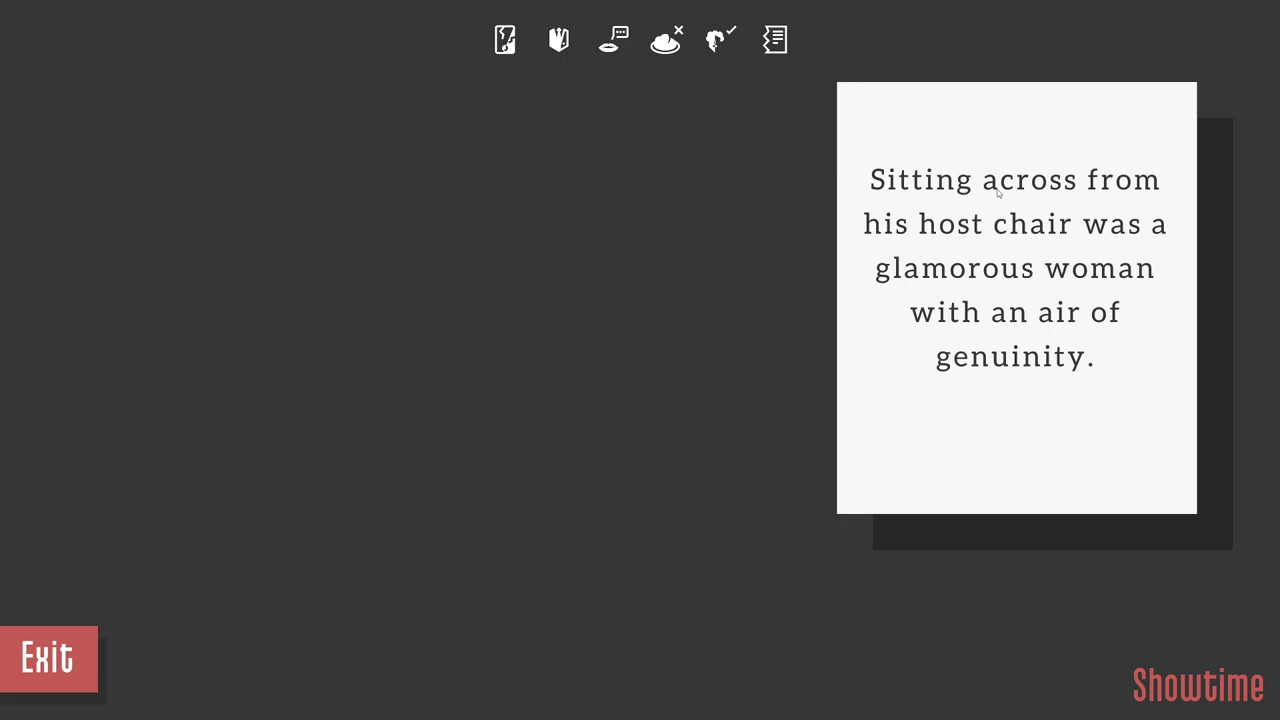 Sitting across from
his host chair was a
glamorous woman
with an air of
genuinity.
Exit
Showtime